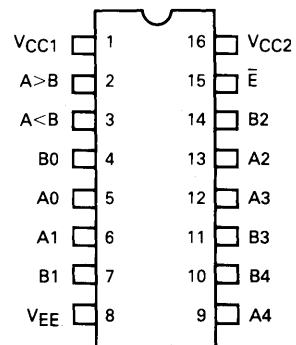 VCC1 1 16 VCC2
A>B 2 15 E̅
A<B 3 14 B2
B0 4 13 A2
A0 5 12 A3
A1 6 11 B3
B1 7 10 B4
VEE 8 9 A4